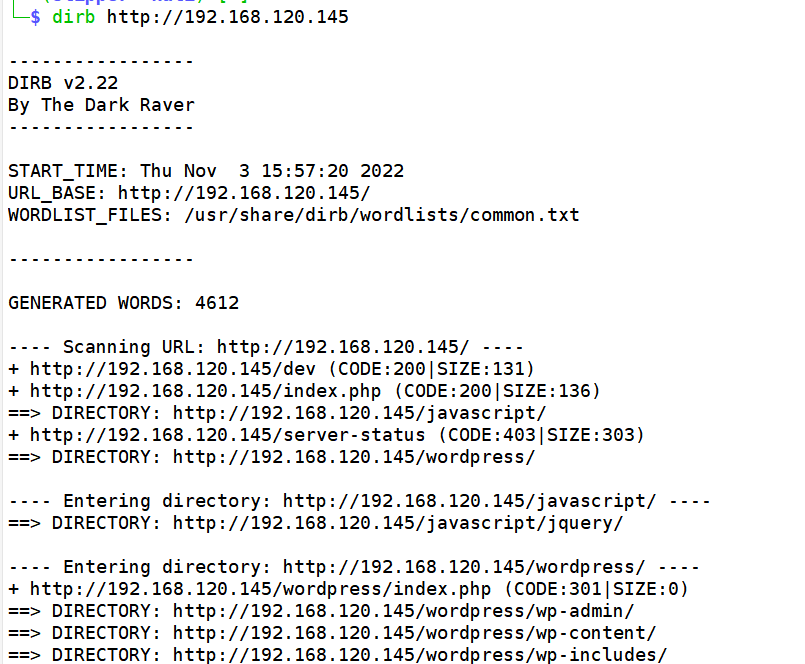 └─$ dirb http://192.168.120.145
-----------------
DIRB v2.22
By The Dark Raver
-----------------
START_TIME: Thu Nov  3 15:57:20 2022
URL_BASE: http://192.168.120.145/
WORDLIST_FILES: /usr/share/dirb/wordlists/common.txt
-----------------
GENERATED WORDS: 4612
---- Scanning URL: http://192.168.120.145/ ----
+ http://192.168.120.145/dev (CODE:200|SIZE:131)
+ http://192.168.120.145/index.php (CODE:200|SIZE:136)
==> DIRECTORY: http://192.168.120.145/javascript/
+ http://192.168.120.145/server-status (CODE:403|SIZE:303)
==> DIRECTORY: http://192.168.120.145/wordpress/
---- Entering directory: http://192.168.120.145/javascript/ ----
==> DIRECTORY: http://192.168.120.145/javascript/jquery/
---- Entering directory: http://192.168.120.145/wordpress/ ----
+ http://192.168.120.145/wordpress/index.php (CODE:301|SIZE:0)
==> DIRECTORY: http://192.168.120.145/wordpress/wp-admin/
==> DIRECTORY: http://192.168.120.145/wordpress/wp-content/
==> DIRECTORY: http://192.168.120.145/wordpress/wp-includes/